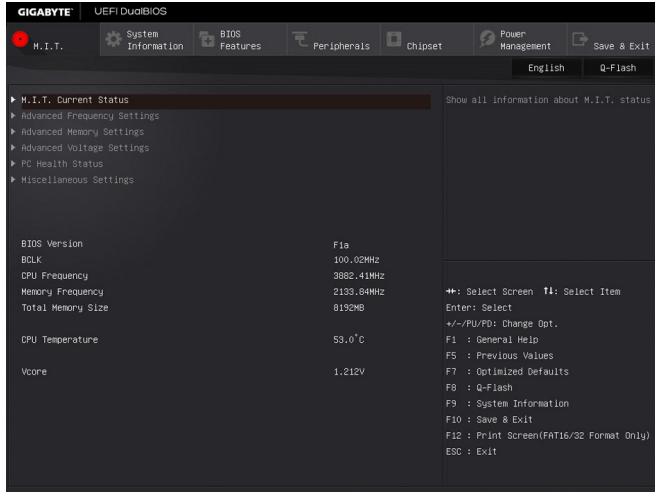 GIGABYTE™ UEFI DualBIOS
M.I.T. System Information BIOS Features Peripherals Chipset Power Management Save & Exit
English Q-Flash
M.I.T. Current Status
Show all information about M.I.T. status
Advanced Frequency Settings
Advanced Memory Settings
Advanced Voltage Settings
PC Health Status
Miscellaneous Settings
BIOS Version F1a
BCLK 100.02MHz
CPU Frequency 3882.41MHz
Memory Frequency 2133.84MHz
Total Memory Size 8192MB
CPU Temperature 53.0°C
Vcore 1.212V
→←: Select Screen ↑↓: Select Item
Enter: Select
+/-/PU/PD: Change Opt.
F1 : General Help
F5 : Previous Values
F7 : Optimized Defaults
F8 : Q-Flash
F9 : System Information
F10 : Save & Exit
F12 : Print Screen(FAT16/32 Format Only)
ESC : Exit